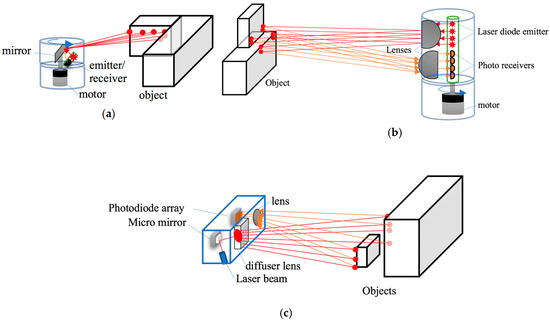 mirror
emitter/
receiver
motor
object
(a)
Lenses
Object
Laser diode emitter
Photo receivers
motor
(b)
Photodiode array
Micro mirror
lens
diffuser lens
Laser beam
Objects
(c)